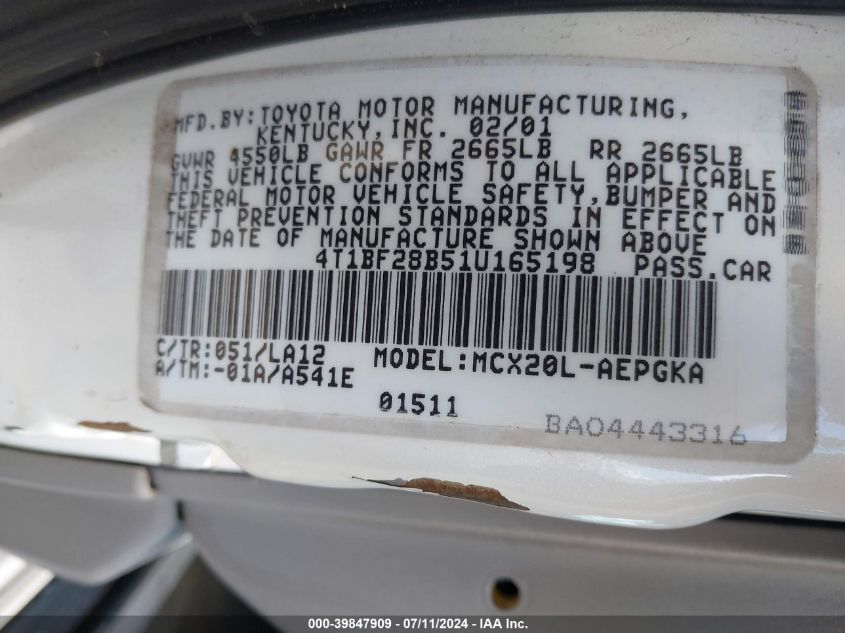 MFD.BY:TOYOTA MOTOR MANUFACTURING,
KENTUCKY,INC. 02/01
GVWR 4550LB GAWR FR 2665LB RR 2665LB
THIS VEHICLE CONFORMS TO ALL APPLICABLE
FEDERAL MOTOR VEHICLE SAFETY,BUMPER AND
THEFT PREVENTION STANDARDS IN EFFECT ON
THE DATE OF MANUFACTURE SHOWN ABOVE
4T1BF28B51U165198 PASS.CAR
C/TR:051/LA12 MODEL:MCX20L-AEPGKA
A/TM:-01A/A541E
01511
BA04443316
000-39847909 - 07/11/2024 - IAA Inc.